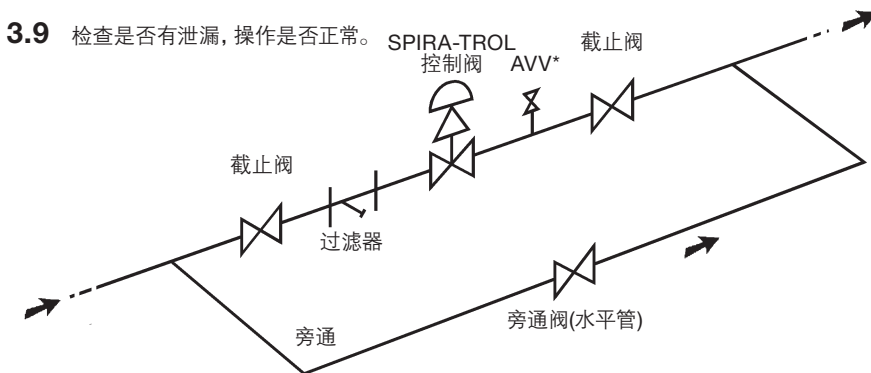 3.9 检查是否有泄漏，操作是否正常。
SPIRA-TROL
控制阀
AVV*
截止阀
截止阀
过滤器
旁通
旁通阀(水平管)